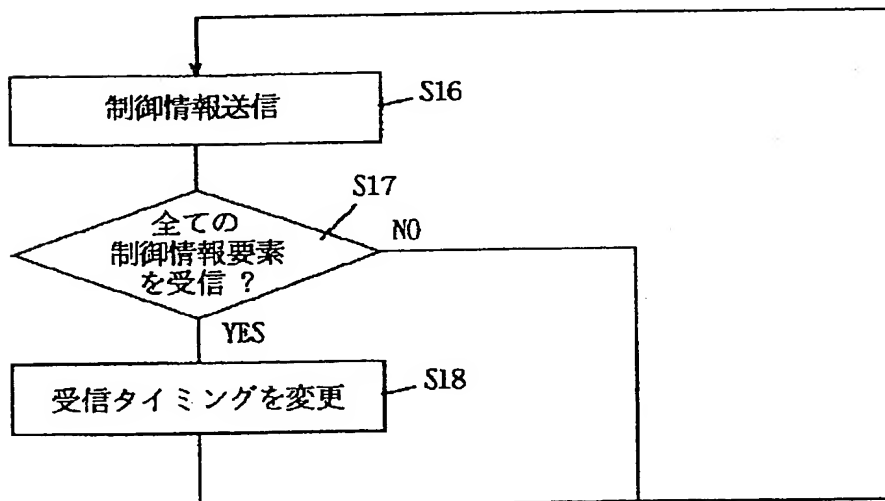 制御情報送信
S16
S17
全ての
制御情報要素
を受信 ?
NO
YES
受信タイミングを変更
S18